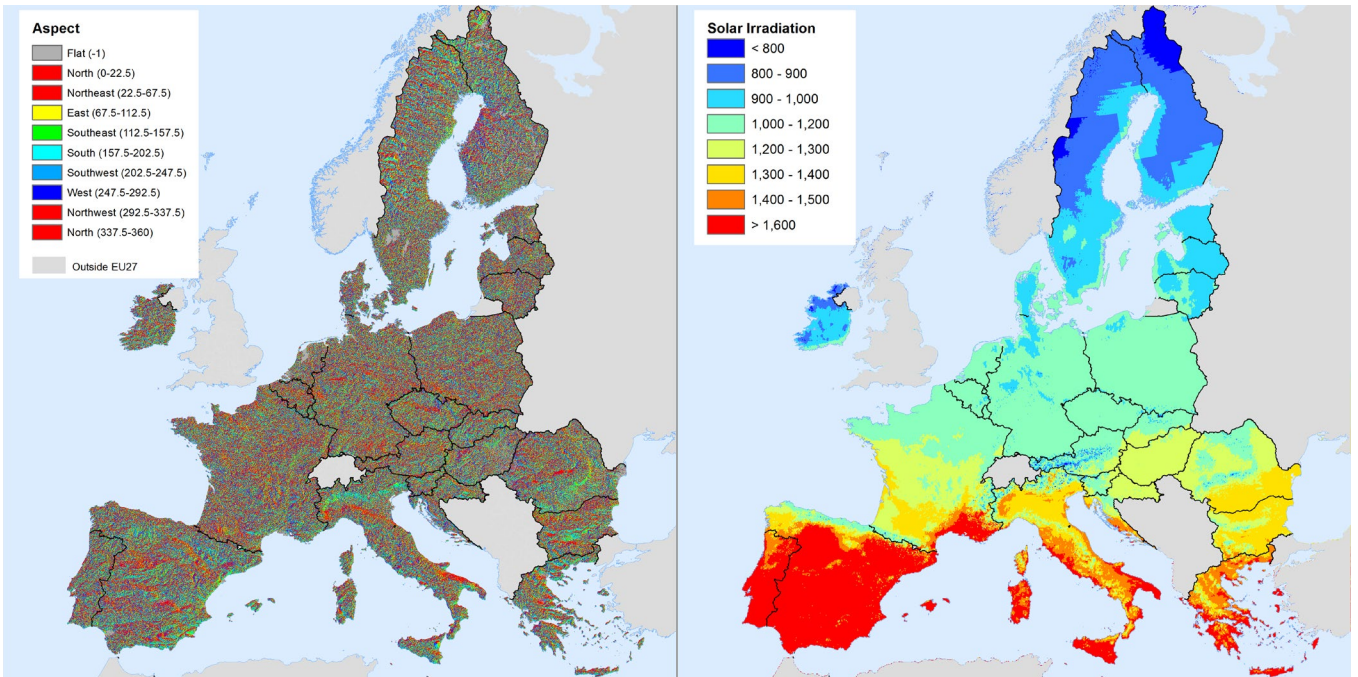 Aspect
Flat (-1)
North (0-22.5)
Northeast (22.5-67.5)
East (67.5-112.5)
Southeast (112.5-157.5)
South (157.5-202.5)
Southwest (202.5-247.5)
West (247.5-292.5)
Northwest (292.5-337.5)
North (337.5-360)
Outside EU27
Solar Irradiation
< 800
800 - 900
900 - 1,000
1,000 - 1,200
1,200 - 1,300
1,300 - 1,400
1,400 - 1,500
> 1,600